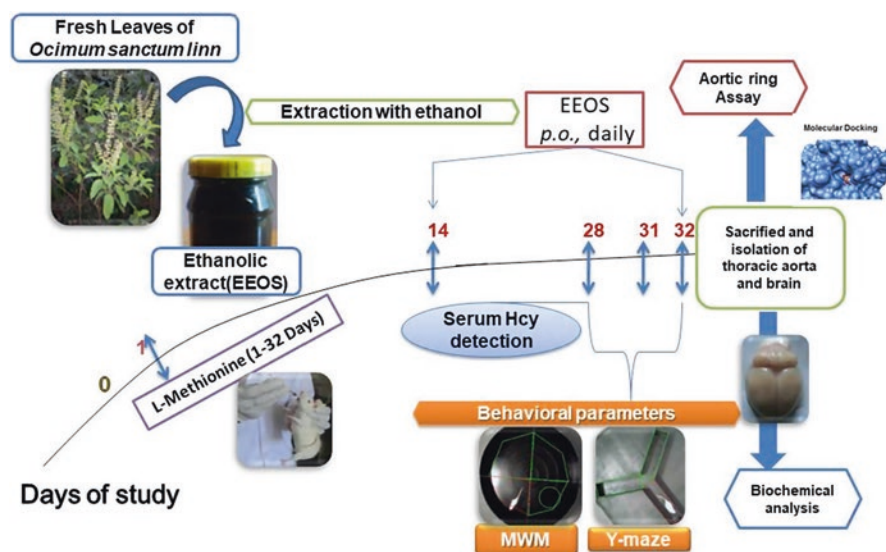 Fresh Leaves of
Ocimum sanctum linn
Extraction with ethanol
EEOS
p.o., daily
Aortic ring
Assay
Molecular Docking
Ethanolic
extract(EEOS)
14
28
31
32
Sacrified and
isolation of
thoracic aorta
and brain
Serum Hcy
detection
0
1
L-Methionine (1-32 Days)
Behavioral parameters
Days of study
MWM
Y-maze
Biochemical
analysis